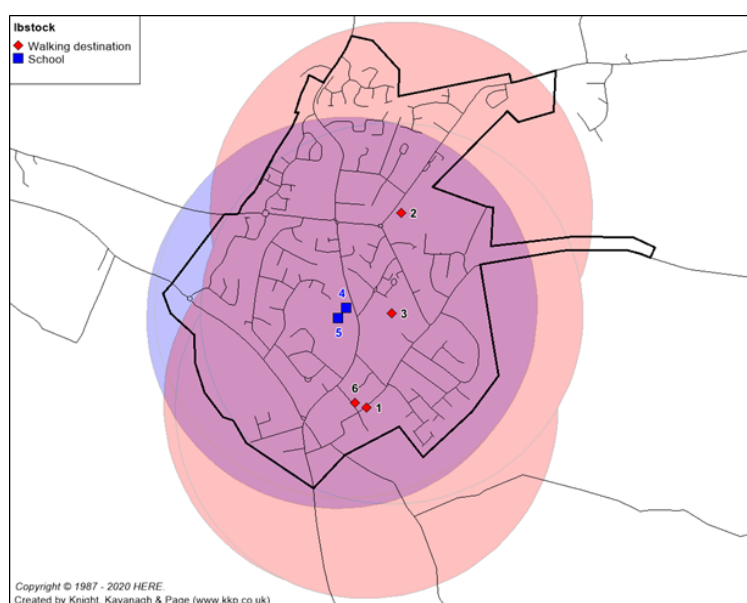 Ibstock
Walking destination
School
2
4
3
5
6
1
Copyright © 1987 - 2020 HERE.
Created by Knight, Kavanagh & Page (www.kkp.co.uk)